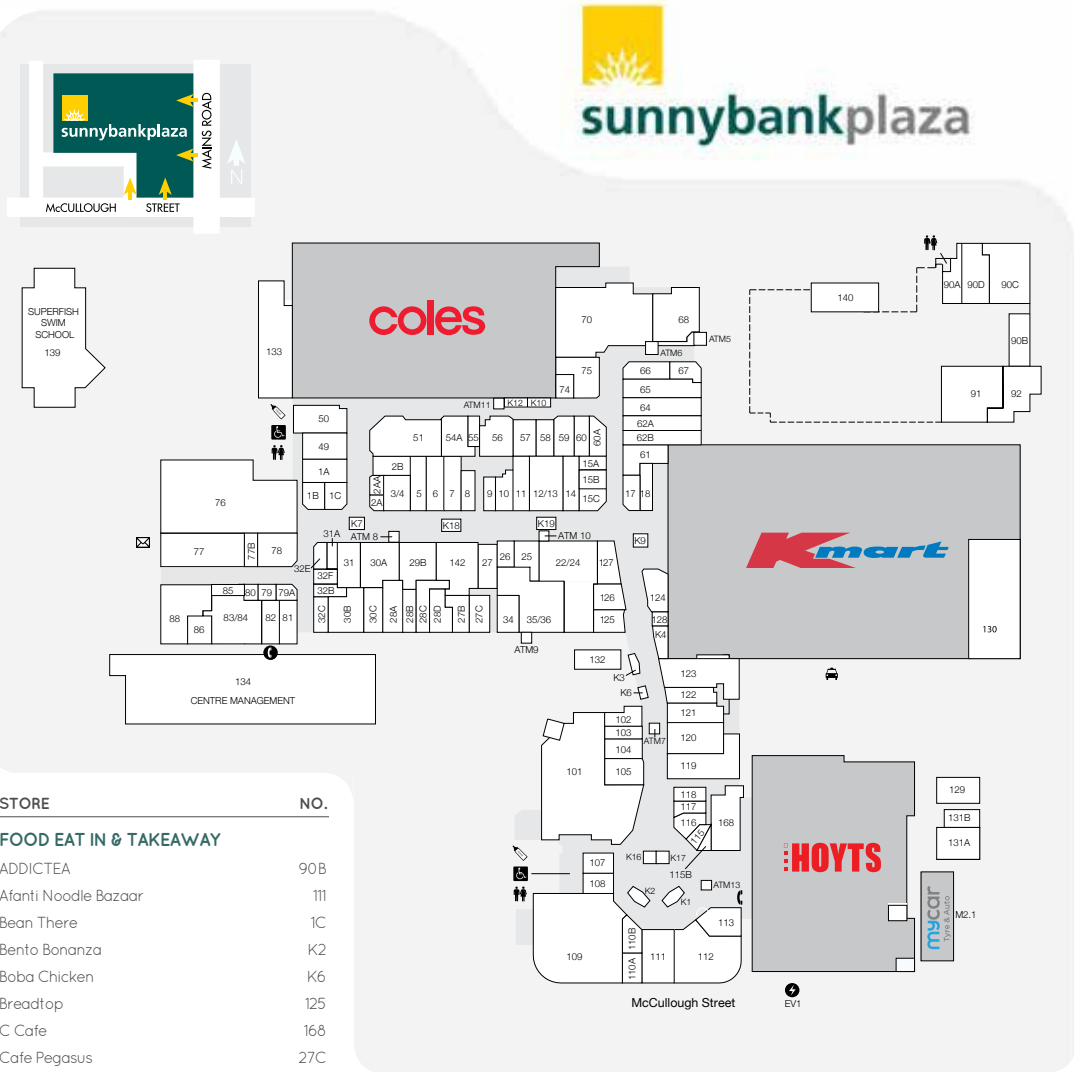 sunnybankplaza
sunnybankplaza
MAINS ROAD
N
McCULLOUGH STREET
SUPERFISH
SWIM
SCHOOL
139
133
coles
70
68
ATM5
ATM6
75
74
66 67
65
64
62A
62B
61
140
90A 90D 90C
90B
91 92
ATM11 K12 K10
50
49
1A
1B 1C
51 54A 55 56 57 58 59 60 60A
2B
2AA
2A
3/4 5 6 7 8 9 10 11 12/13 14
15A
15B
15C
17 18
76
77 77B 78
K7 K18 K19 K9
31A ATM 8 ATM 10
32E
32F
32B
32C
31 30A 29B 142 27 26 25 22/24 127
30B 30C 28A 28B 28C 28D 27B 27C
34 35/36
126
125
124
128
K4
kmart
130
85 80 79 79A
88 86 83/84 82 81
ATM9
134
CENTRE MANAGEMENT
132
K3
K6
123
122
121
120
119
ATM7
102
103
104
105
101
118
117
116
115
168
115B
K16 K17
107
108
K2 K1
ATM13
113
109
110B
110A
111
112
McCullough Street
HOYTS
129
131B
131A
mycar
Tyre & Auto
M2.1
EV1
STORE NO.
FOOD EAT IN & TAKEAWAY
ADDICTEA 90B
Afanti Noodle Bazaar 111
Bean There 1C
Bento Bonanza K2
Boba Chicken K6
Breadtop 125
C Cafe 168
Cafe Pegasus 27C